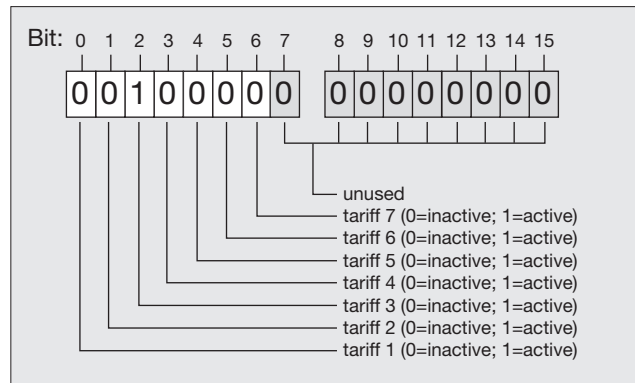 Bit: 0 1 2 3 4 5 6 7 8 9 10 11 12 13 14 15
0 0 1 0 0 0 0 0 0 0 0 0 0 0 0 0
unused
tariff 7 (0=inactive; 1=active)
tariff 6 (0=inactive; 1=active)
tariff 5 (0=inactive; 1=active)
tariff 4 (0=inactive; 1=active)
tariff 3 (0=inactive; 1=active)
tariff 2 (0=inactive; 1=active)
tariff 1 (0=inactive; 1=active)